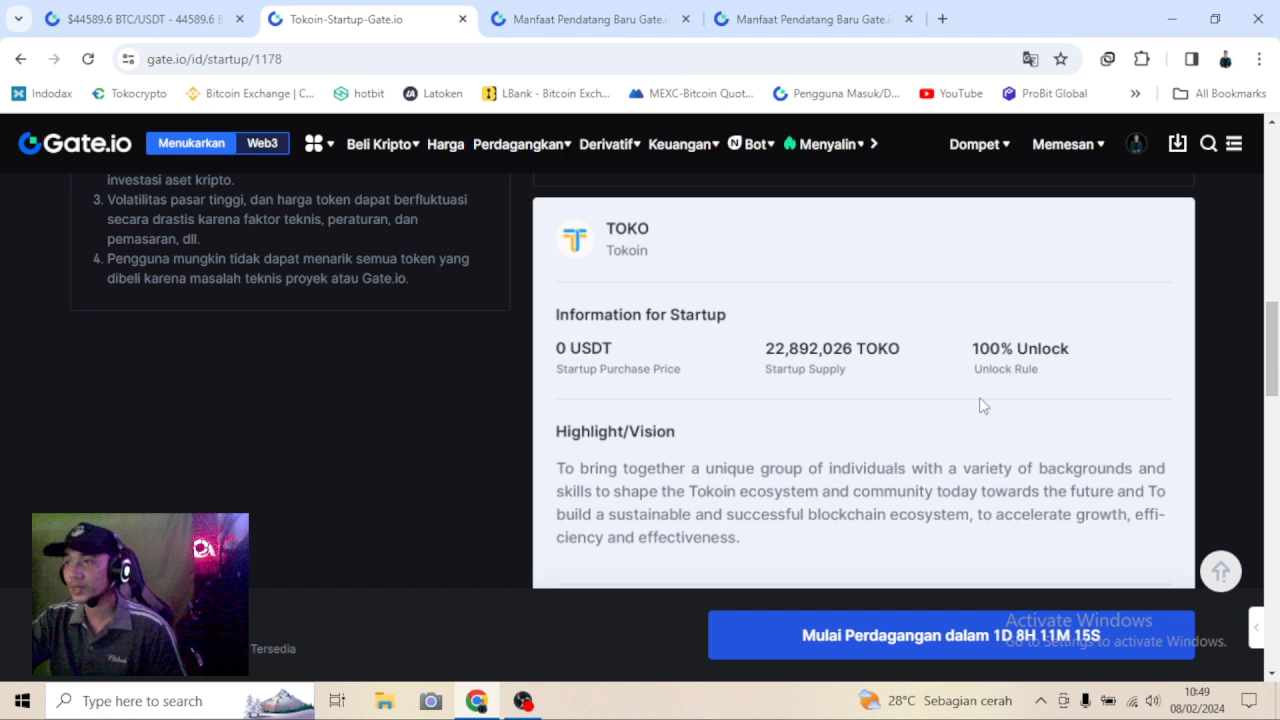 $44589.6 BTC/USDT - 44589.6 B
Tokoin-Startup-Gate.io
Manfaat Pendatang Baru Gate.
Manfaat Pendatang Baru Gate.i
gate.io/id/startup/1178
Indodax
Tokocrypto
Bitcoin Exchange | C...
hotbit
Latoken
LBank - Bitcoin Exch...
MEXC-Bitcoin Quot...
Pengguna Masuk/D...
YouTube
ProBit Global
All Bookmarks
Gate.io
Menukarkan
Web3
Beli Kripto
Harga
Perdagangkan
Derivatif
Keuangan
Bot
Menyalin
Dompet
Memesan
investasi aset kripto.
3. Volatilitas pasar tinggi, dan harga token dapat berfluktuasi
secara drastis karena faktor teknis, peraturan, dan
pemasaran, dll.
4. Pengguna mungkin tidak dapat menarik semua token yang
dibeli karena masalah teknis proyek atau Gate.io.
TOKO
Tokoin
Information for Startup
0 USDT
22,892,026 TOKO
100% Unlock
Startup Purchase Price
Startup Supply
Unlock Rule
Highlight/Vision
To bring together a unique group of individuals with a variety of backgrounds and
skills to shape the Tokoin ecosystem and community today towards the future and To
build a sustainable and successful blockchain ecosystem, to accelerate growth, effi-
ciency and effectiveness.
Tersedia
Mulai Perdagangan dalam 1D 8H 11M 15S
Activate Windows
Go to Settings to activate Windows.
Type here to search
28°C Sebagian cerah
10:49
08/02/2024